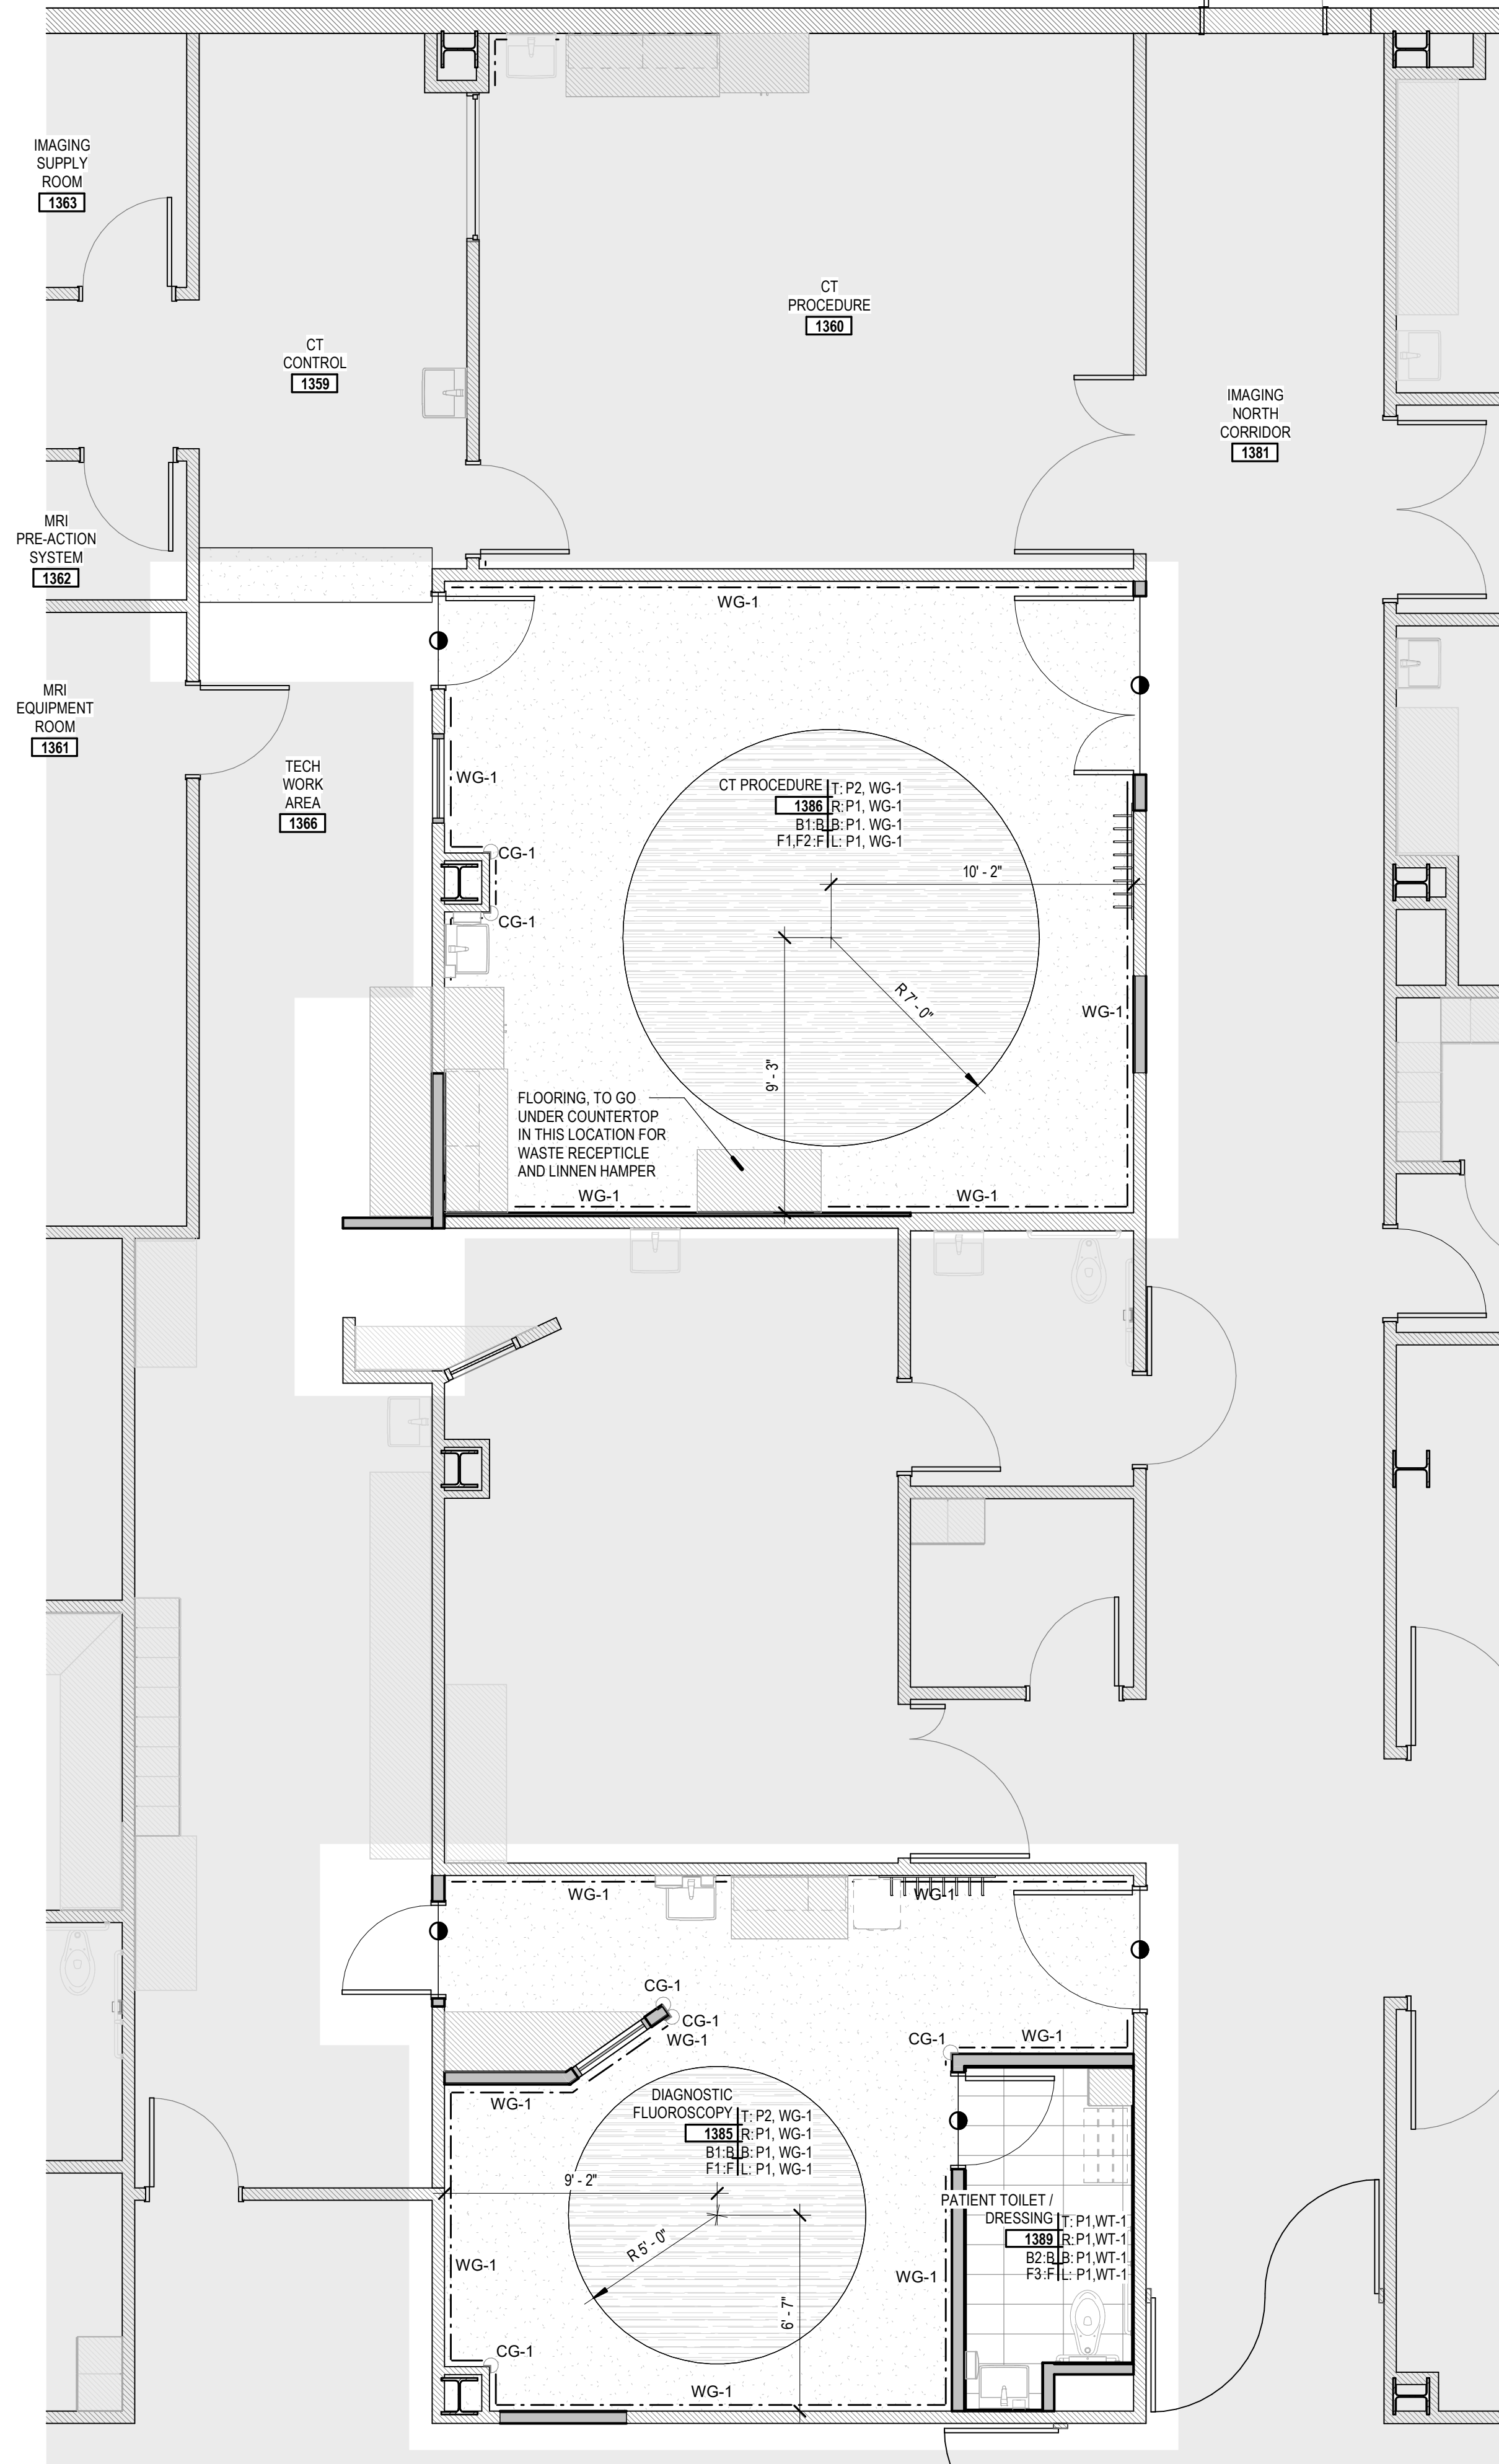 IMAGING
SUPPLY
ROOM
1363
CT
PROCEDURE
1360
CT
CONTROL
1359
IMAGING
NORTH
CORRIDOR
1381
MRI
PRE-ACTION
SYSTEM
1362
WG-1
MRI
EQUIPMENT
ROOM
1361
TECH
WORK
AREA
1366
WG-1
CT PROCEDURE T: P2, WG-1
1386 R: P1, WG-1
B1:B B: P1. WG-1
F1,F2:F L: P1, WG-1
CG-1
10' - 2"
CG-1
R 7' - 0"
WG-1
9' - 3"
FLOORING, TO GO
UNDER COUNTERTOP
IN THIS LOCATION FOR
WASTE RECEPTICLE
AND LINNEN HAMPER
WG-1 WG-1
WG-1 WG-1
CG-1
CG-1
WG-1
CG-1 WG-1
WG-1
DIAGNOSTIC
FLUOROSCOPY T: P2, WG-1
1385 R: P1, WG-1
B1:B B: P1, WG-1
F1:F L: P1, WG-1
9' - 2"
PATIENT TOILET /
DRESSING T: P1,WT-1
1389 R: P1,WT-1
B2:B B: P1,WT-1
F3:F L: P1,WT-1
R 5' - 0"
WG-1
WG-1
6' - 7"
CG-1
WG-1